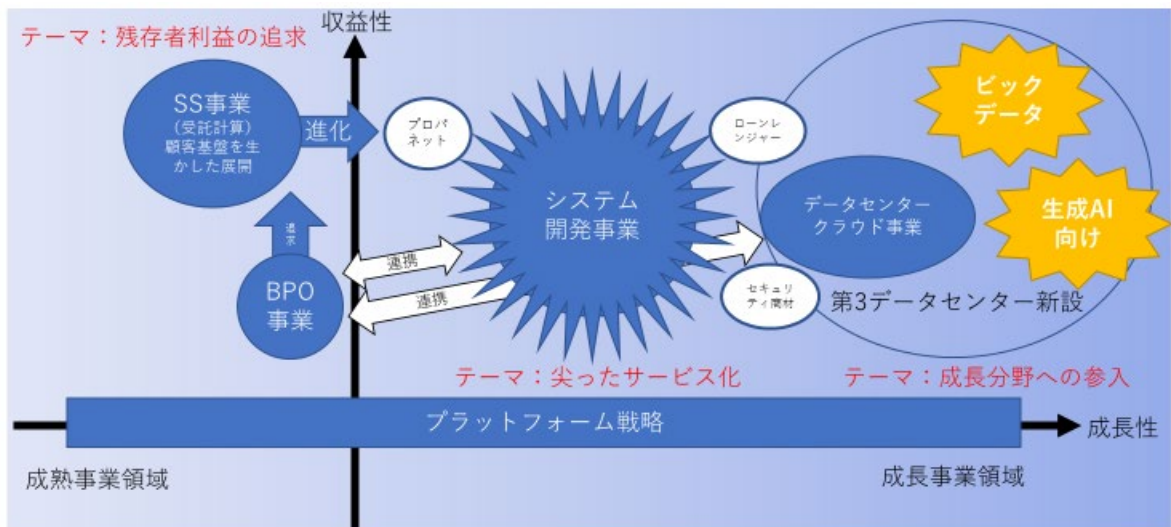 テーマ：残存者利益の追求
収益性
SS事業
（受託計算）
顧客基盤を生
かした展開
進化
プロパ
ネット
ローンレ
ンジャー
ビック
データ
システム
開発事業
データセンター
クラウド事業
生成AI
向け
追求
連携
BPO
事業
連携
セキュリ
ティ商材
第3データセンター新設
テーマ：尖ったサービス化
テーマ：成長分野への参入
プラットフォーム戦略
成長性
成熟事業領域
成長事業領域